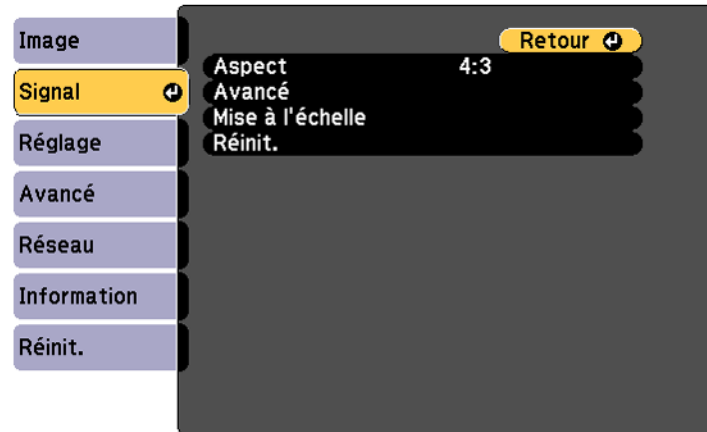 Image
Signal
Réglage
Avancé
Réseau
Information
Réinit.
Retour
Aspect 4:3
Avancé
Mise à l'échelle
Réinit.